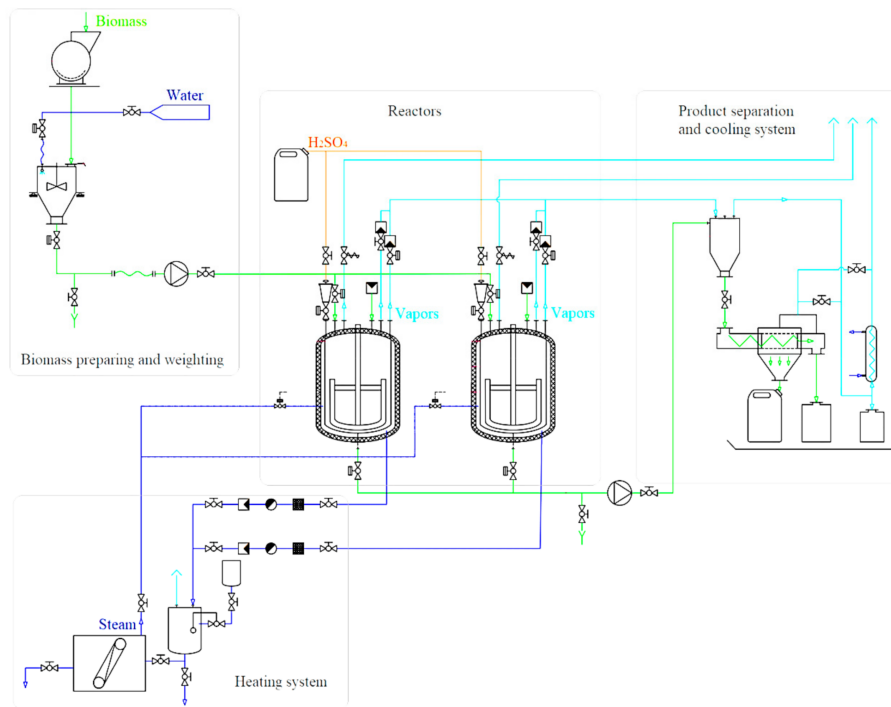 Biomass
Water
Biomass preparing and weighting
Reactors
H₂SO₄
Vapors
Vapors
Product separation
and cooling system
Steam
Heating system